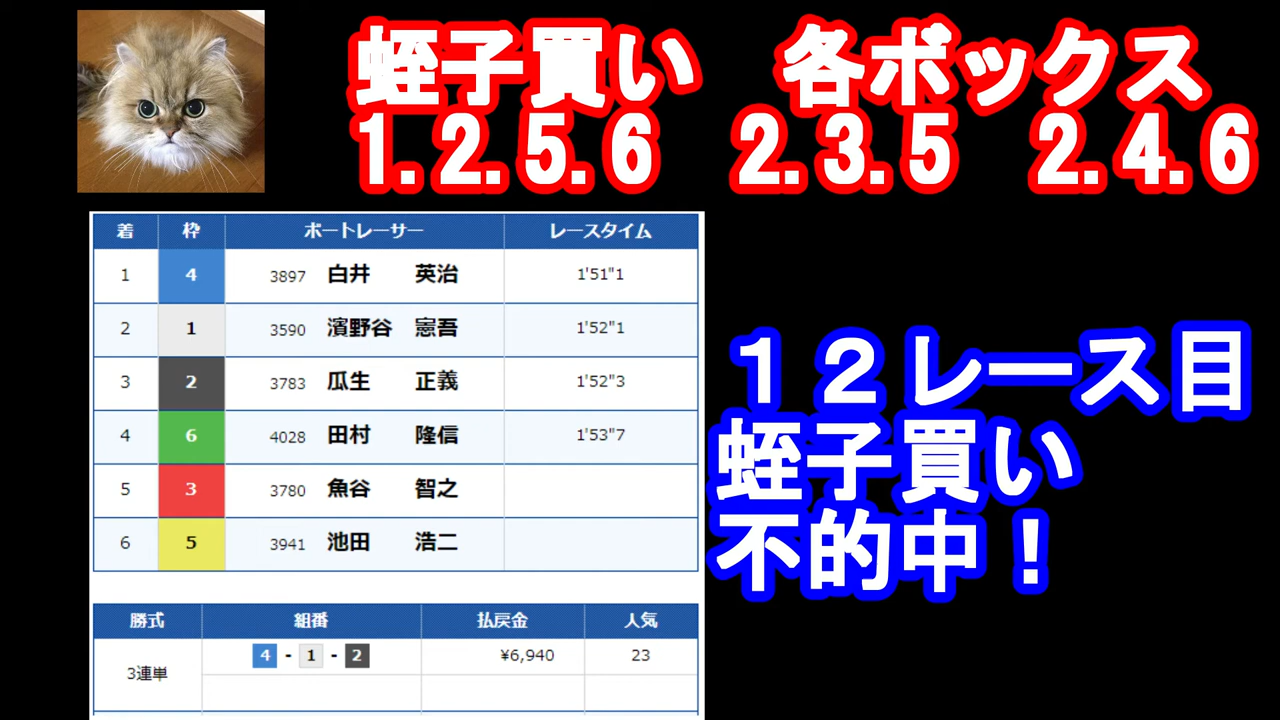 蛭子買い　各ボックス
1.2.5.6　2.3.5　2.4.6
着 枠 ボートレーサー レースタイム
1 4 3897 白井 英治 1'51"1
2 1 3590 濱野谷 憲吾 1'52"1
3 2 3783 瓜生 正義 1'52"3
4 6 4028 田村 隆信 1'53"7
5 3 3780 魚谷 智之
6 5 3941 池田 浩二
１２レース目
蛭子買い
不的中！
勝式 組番 払戻金 人気
3連単 4 - 1 - 2 ¥6,940 23